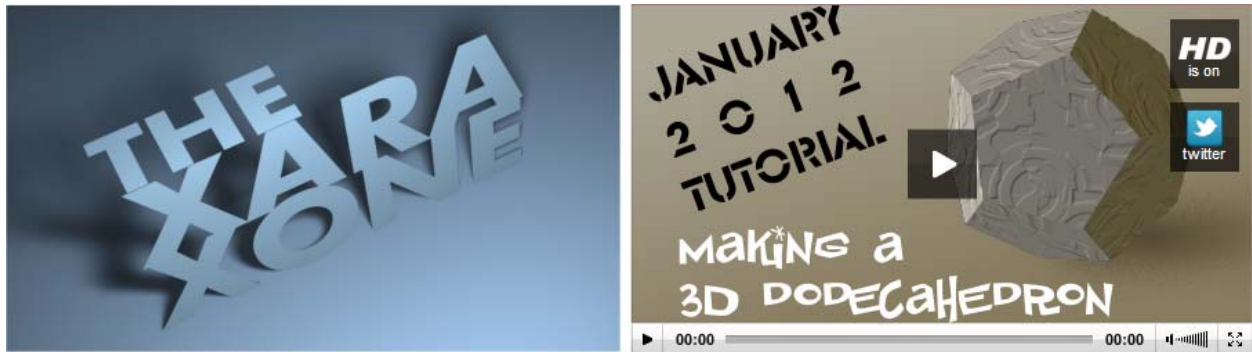 THE
XARA
XONE
JANUARY
2 0 1 2
TUTORIAL
MAKING A
3D DODECAHEDRON
HD
is on
twitter
00:00
00:00